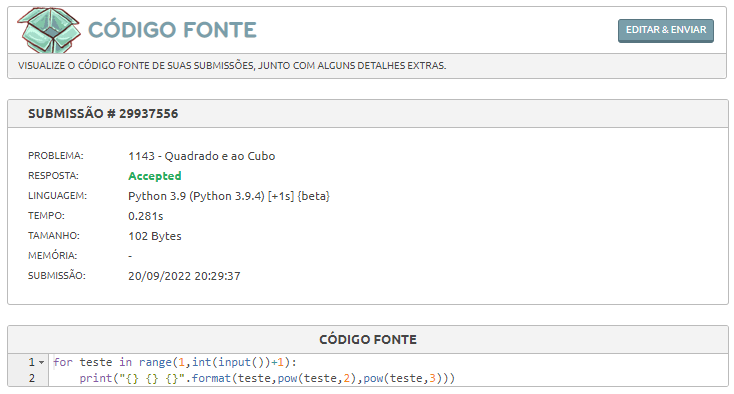 CÓDIGO FONTE
EDITAR & ENVIAR
VISUALIZE O CÓDIGO FONTE DE SUAS SUBMISSÕES, JUNTO COM ALGUNS DETALHES EXTRAS.
SUBMISSÃO # 29937556
PROBLEMA: 1143 - Quadrado e ao Cubo
RESPOSTA: Accepted
LINGUAGEM: Python 3.9 (Python 3.9.4) [+1s] {beta}
TEMPO: 0.281s
TAMANHO: 102 Bytes
MEMÓRIA: -
SUBMISSÃO: 20/09/2022 20:29:37
CÓDIGO FONTE
1 for teste in range(1,int(input())+1):
2 print("{} {} {}".format(teste,pow(teste,2),pow(teste,3)))